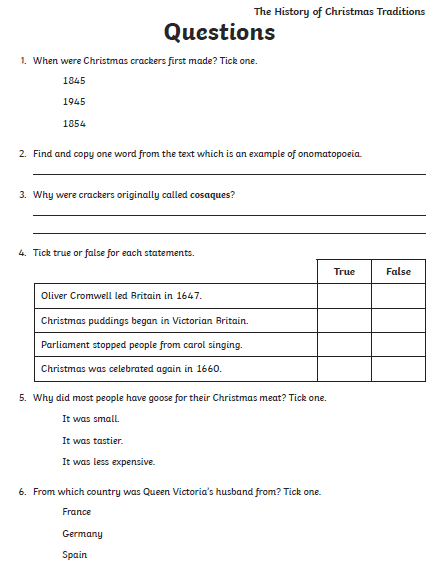 The History of Christmas Traditions
Questions
1. When were Christmas crackers first made? Tick one.
1845
1945
1854
2. Find and copy one word from the text which is an example of onomatopoeia.
3. Why were crackers originally called cosaques?
4. Tick true or false for each statements.
True False
Oliver Cromwell led Britain in 1647.
Christmas puddings began in Victorian Britain.
Parliament stopped people from carol singing.
Christmas was celebrated again in 1660.
5. Why did most people have goose for their Christmas meat? Tick one.
It was small.
It was tastier.
It was less expensive.
6. From which country was Queen Victoria's husband from? Tick one.
France
Germany
Spain